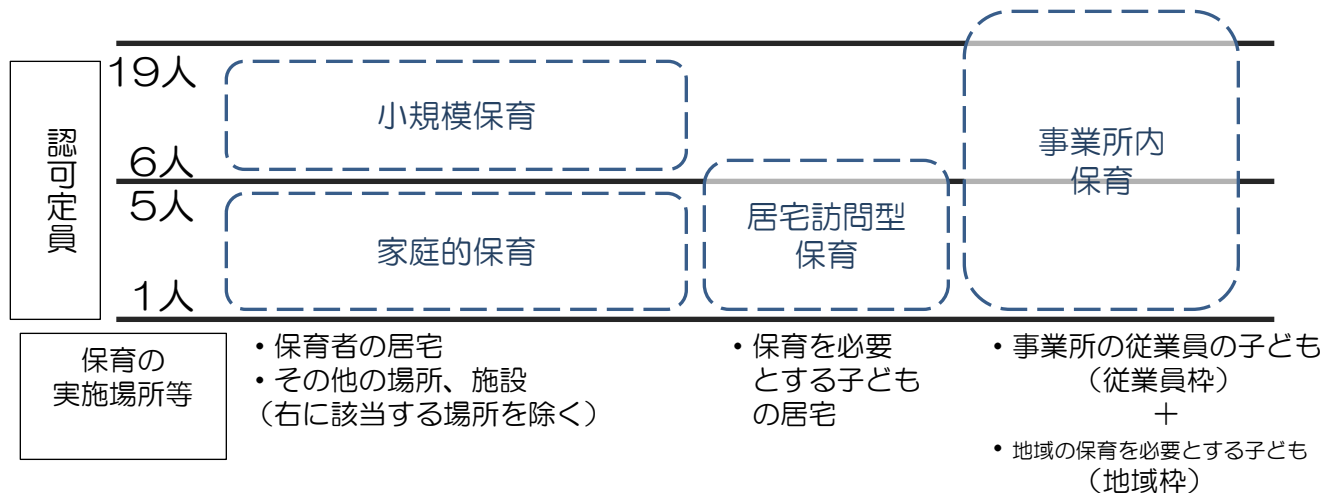 認可定員
19人
6人
5人
1人
小規模保育
家庭的保育
居宅訪問型
保育
事業所内
保育
保育の
実施場所等
・保育者の居宅
・その他の場所、施設
（右に該当する場所を除く）
・保育を必要
とする子ども
の居宅
・事業所の従業員の子ども
（従業員枠）
＋
・地域の保育を必要とする子ども
（地域枠）